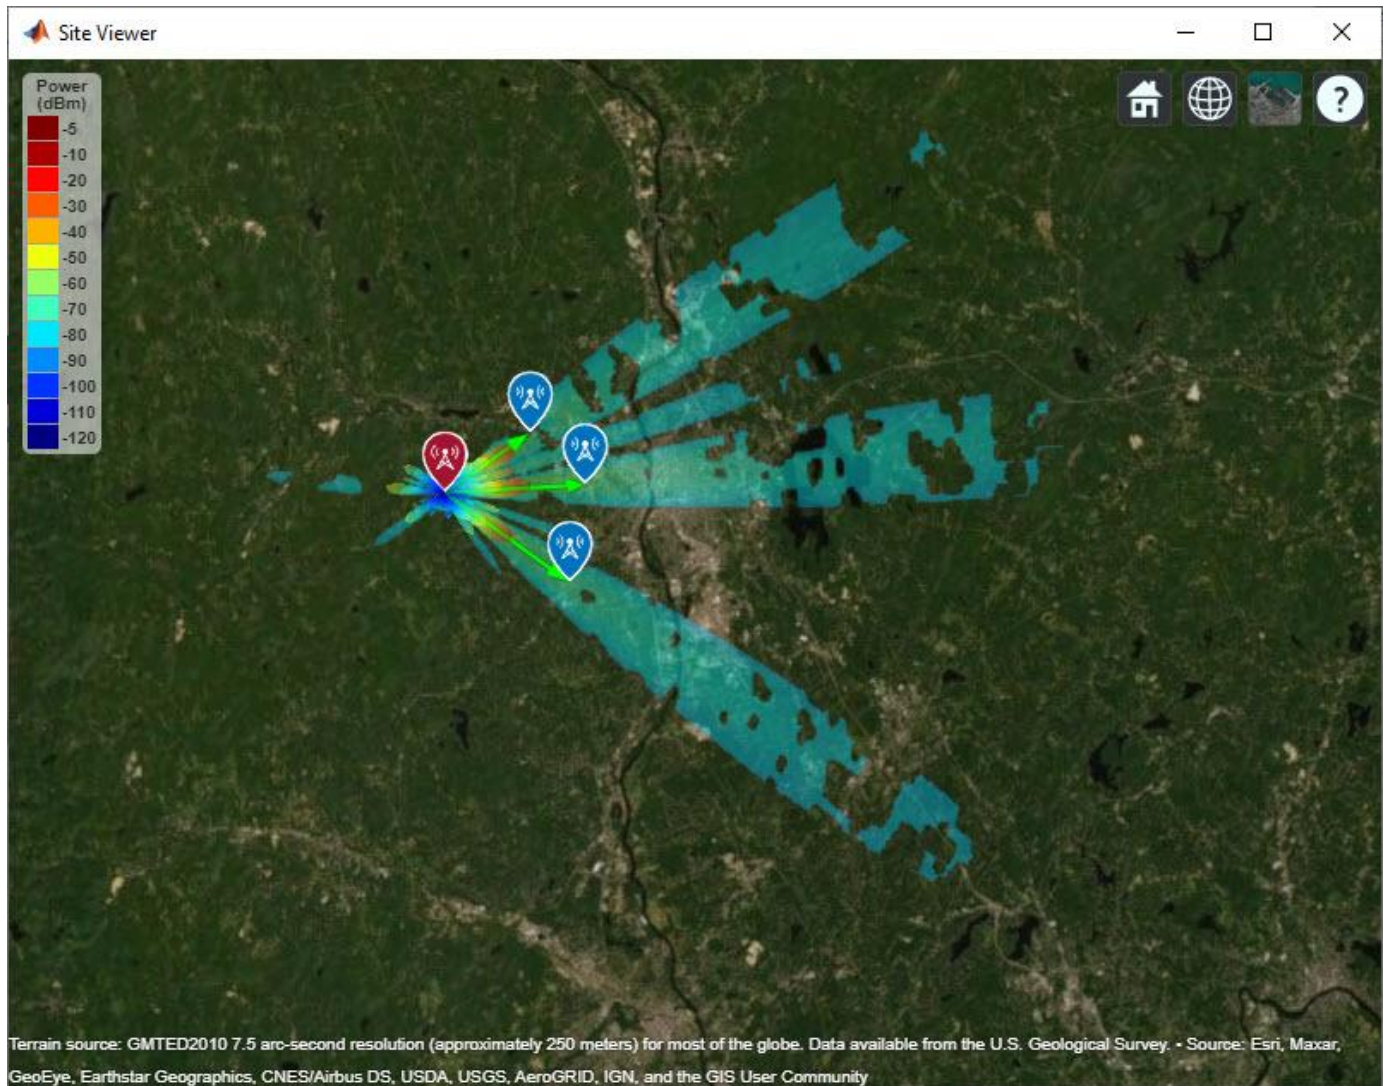 Site Viewer
Power
(dBm)
-5
-10
-20
-30
-40
-50
-60
-70
-80
-90
-100
-110
-120
?
Terrain source: GMTED2010 7.5 arc-second resolution (approximately 250 meters) for most of the globe. Data available from the U.S. Geological Survey. • Source: Esri, Maxar,
GeoEye, Earthstar Geographics, CNES/Airbus DS, USDA, USGS, AeroGRID, IGN, and the GIS User Community